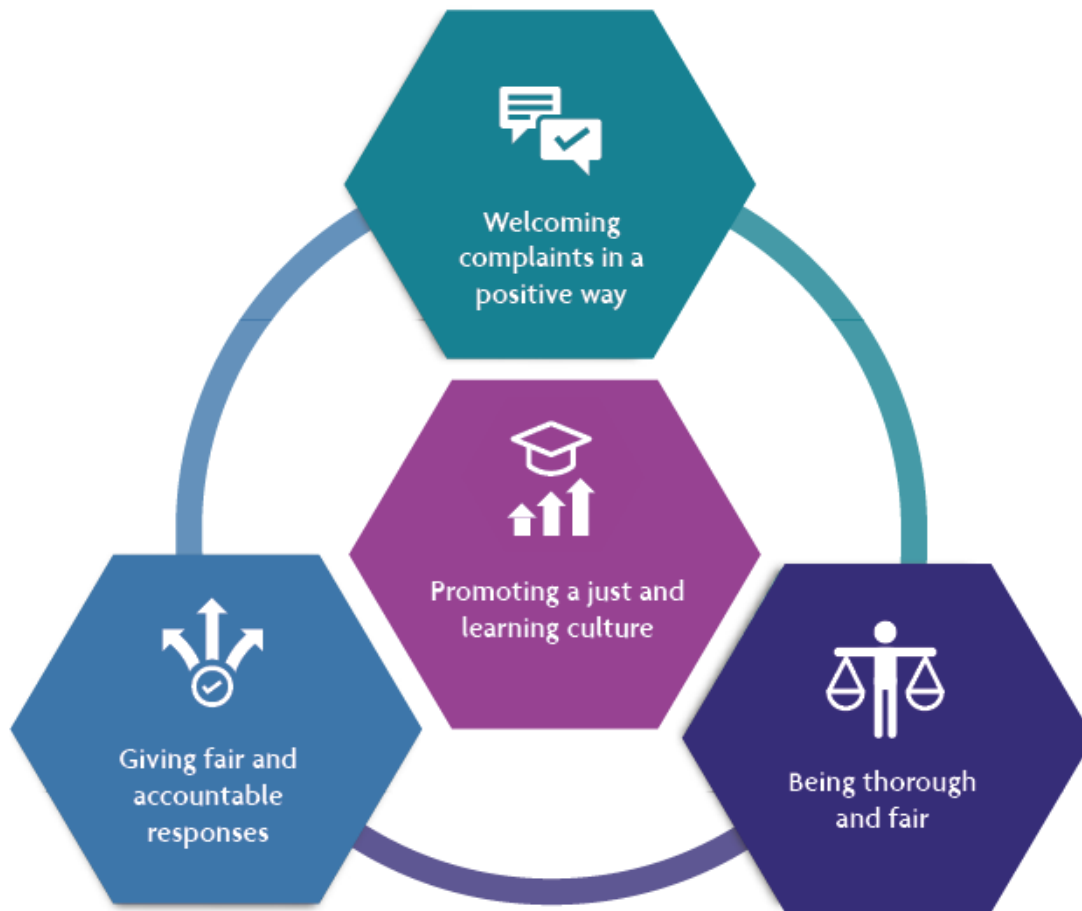 Welcoming
complaints in a
positive way
Promoting a just and
learning culture
Giving fair and
accountable
responses
Being thorough
and fair